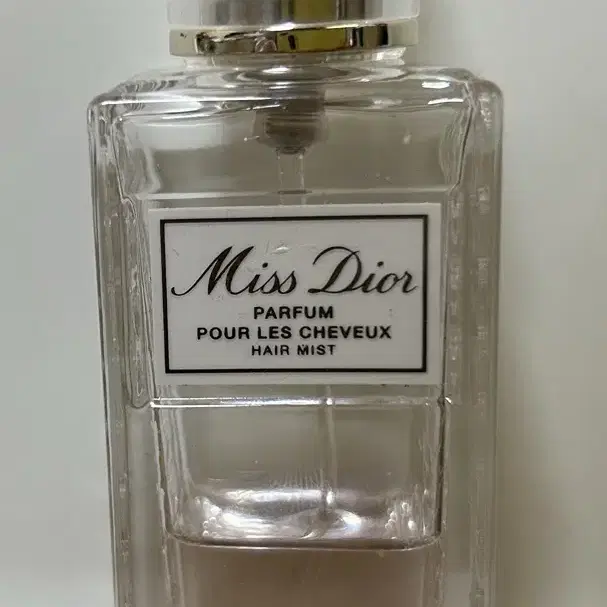 Miss Dior
PARFUM
POUR LES CHEVEUX
HAIR MIST